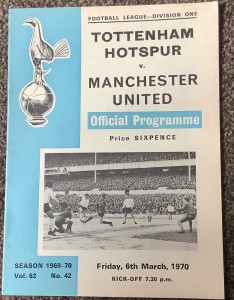 FOOTBALL LEAGUE—DIVISION ONE
TOTTENHAM
HOTSPUR
v.
MANCHESTER
UNITED
Official Programme
Price SIXPENCE
SEASON 1969-70
Vol. 62 No. 42
Friday, 6th March, 1970
KICK-OFF 7.30 p.m.